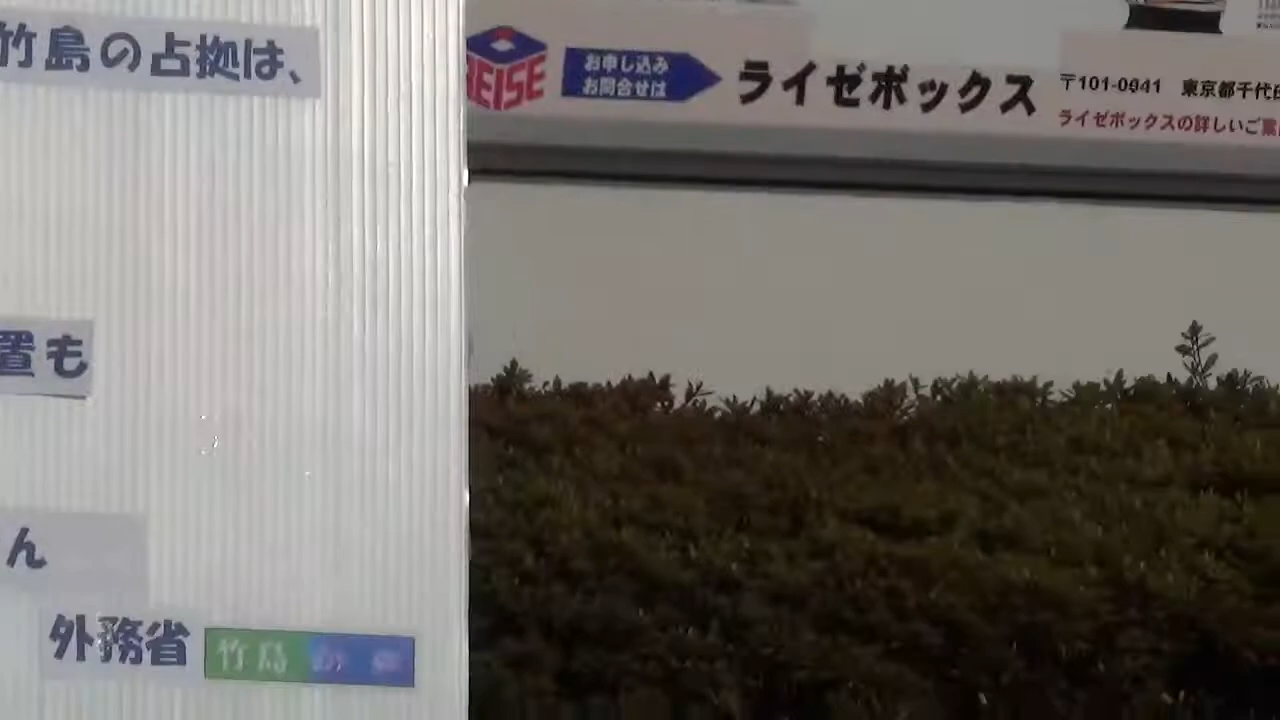 竹島の占拠は、
置も
ん
外務省
竹島
REISE
お申し込み
お問合せは
ライゼボックス
〒101-0041 東京都千代田
ライゼボックスの詳しいご案